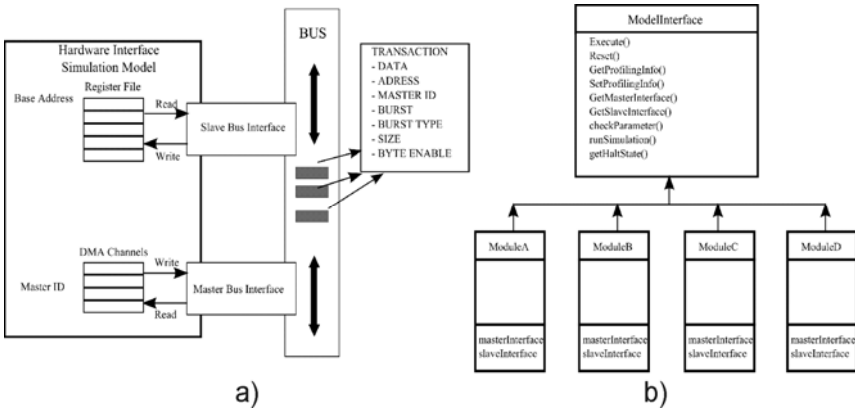 Hardware Interface
Simulation Model
Register File
Base Address
Read
Write
Slave Bus Interface
DMA Channels
Master ID
Write
Read
Master Bus Interface
BUS
TRANSACTION
- DATA
- ADRESS
- MASTER ID
- BURST
- BURST TYPE
- SIZE
- BYTE ENABLE
a)
ModelInterface
Execute()
Reset()
GetProfilingInfo()
SetProfilingInfo()
GetMasterInterface()
GetSlaveInterface()
checkParameter()
runSimulation()
getHaltState()
ModuleA
masterInterface
slaveInterface
ModuleB
masterInterface
slaveInterface
ModuleC
masterInterface
slaveInterface
ModuleD
masterInterface
slaveInterface
b)